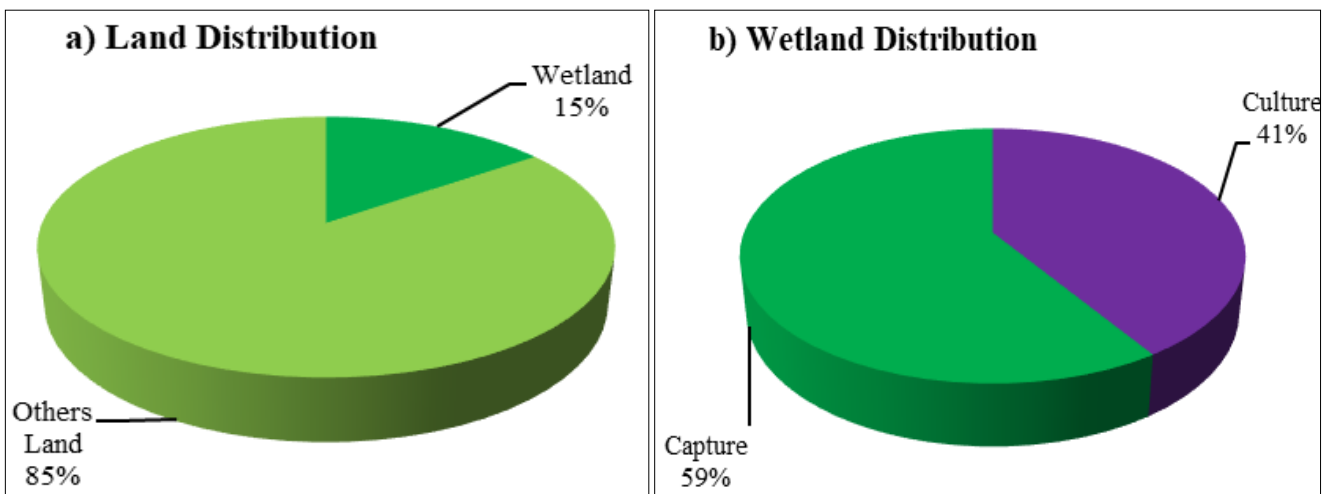 a) Land Distribution
Wetland
15%
Others
Land
85%
b) Wetland Distribution
Culture
41%
Capture
59%